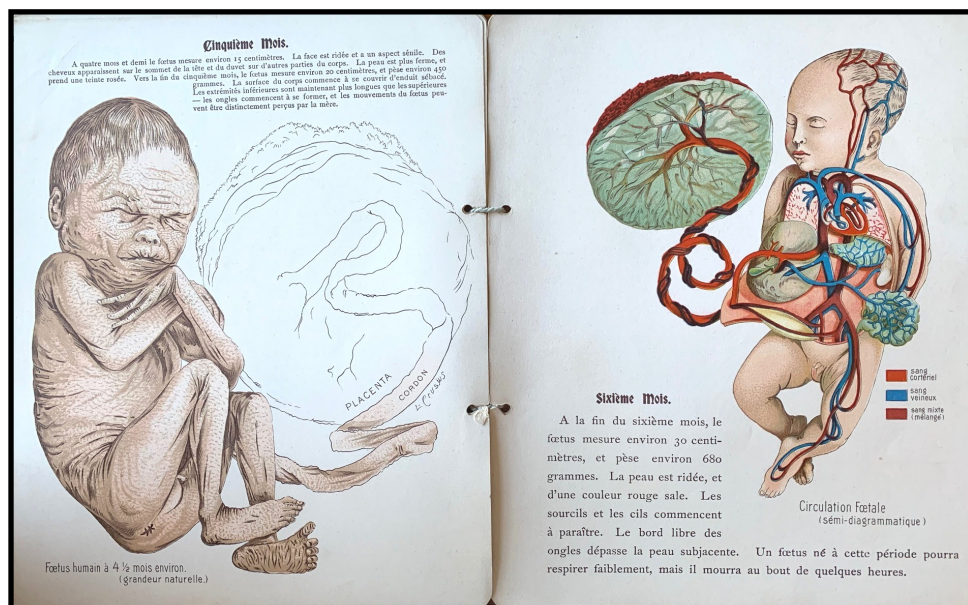 Cinquième Mois.
A quatre mois et demi le fœtus mesure environ 15 centimètres. La face est ridée et a un aspect sénile. Des
cheveux apparaissent sur le sommet de la tête et du duvet sur d'autres parties du corps. La peau est plus ferme, et
prend une teinte rosée. Vers la fin du cinquième mois, le fœtus mesure environ 20 centimètres, et pèse environ 450
grammes. La surface du corps commence à se couvrir d'enduit sébacé.
Les extrémités inférieures sont maintenant plus longues que les supérieures
— les ongles commencent à se former, et les mouvements du fœtus peu-
vent être distinctement perçus par la mère.
PLACENTA
CORDON
Fœtus humain à 4 ½ mois environ.
(grandeur naturelle.)
sang
cortériel
sang
veineux
sang mixte
(mélangé)
Circulation Fœtale
(sémi-diagrammatique)
Sixième Mois.
A la fin du sixième mois, le
fœtus mesure environ 30 centi-
mètres, et pèse environ 680
grammes. La peau est ridée, et
d'une couleur rouge sale. Les
sourcils et les cils commencent
à paraître. Le bord libre des
ongles dépasse la peau subjacente. Un fœtus né à cette période pourra
respirer faiblement, mais il mourra au bout de quelques heures.